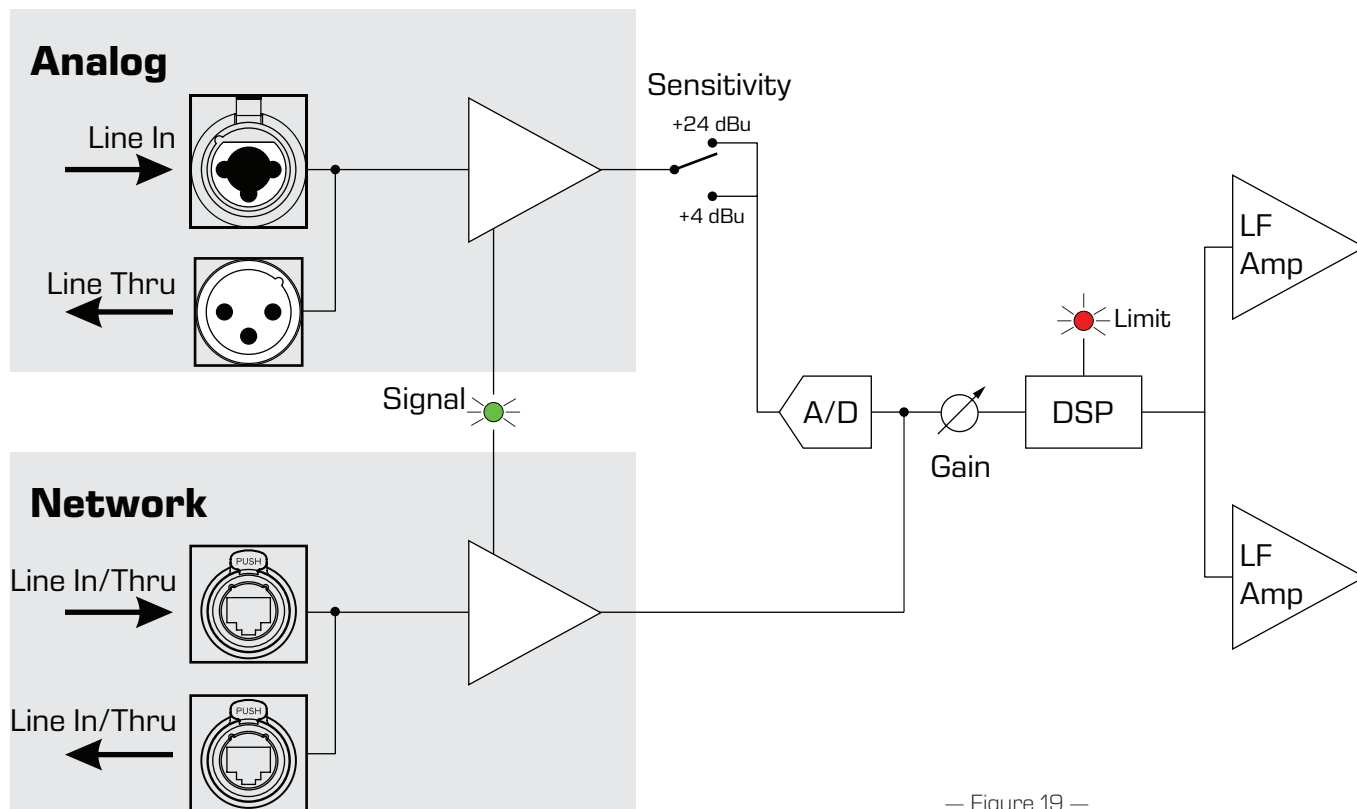 Analog
Line In
Line Thru
Sensitivity
+24 dBu
+4 dBu
Signal
Network
Line In/Thru
PUSH
Line In/Thru
PUSH
A/D
Gain
DSP
Limit
LF
Amp
LF
Amp
— Figure 19 —